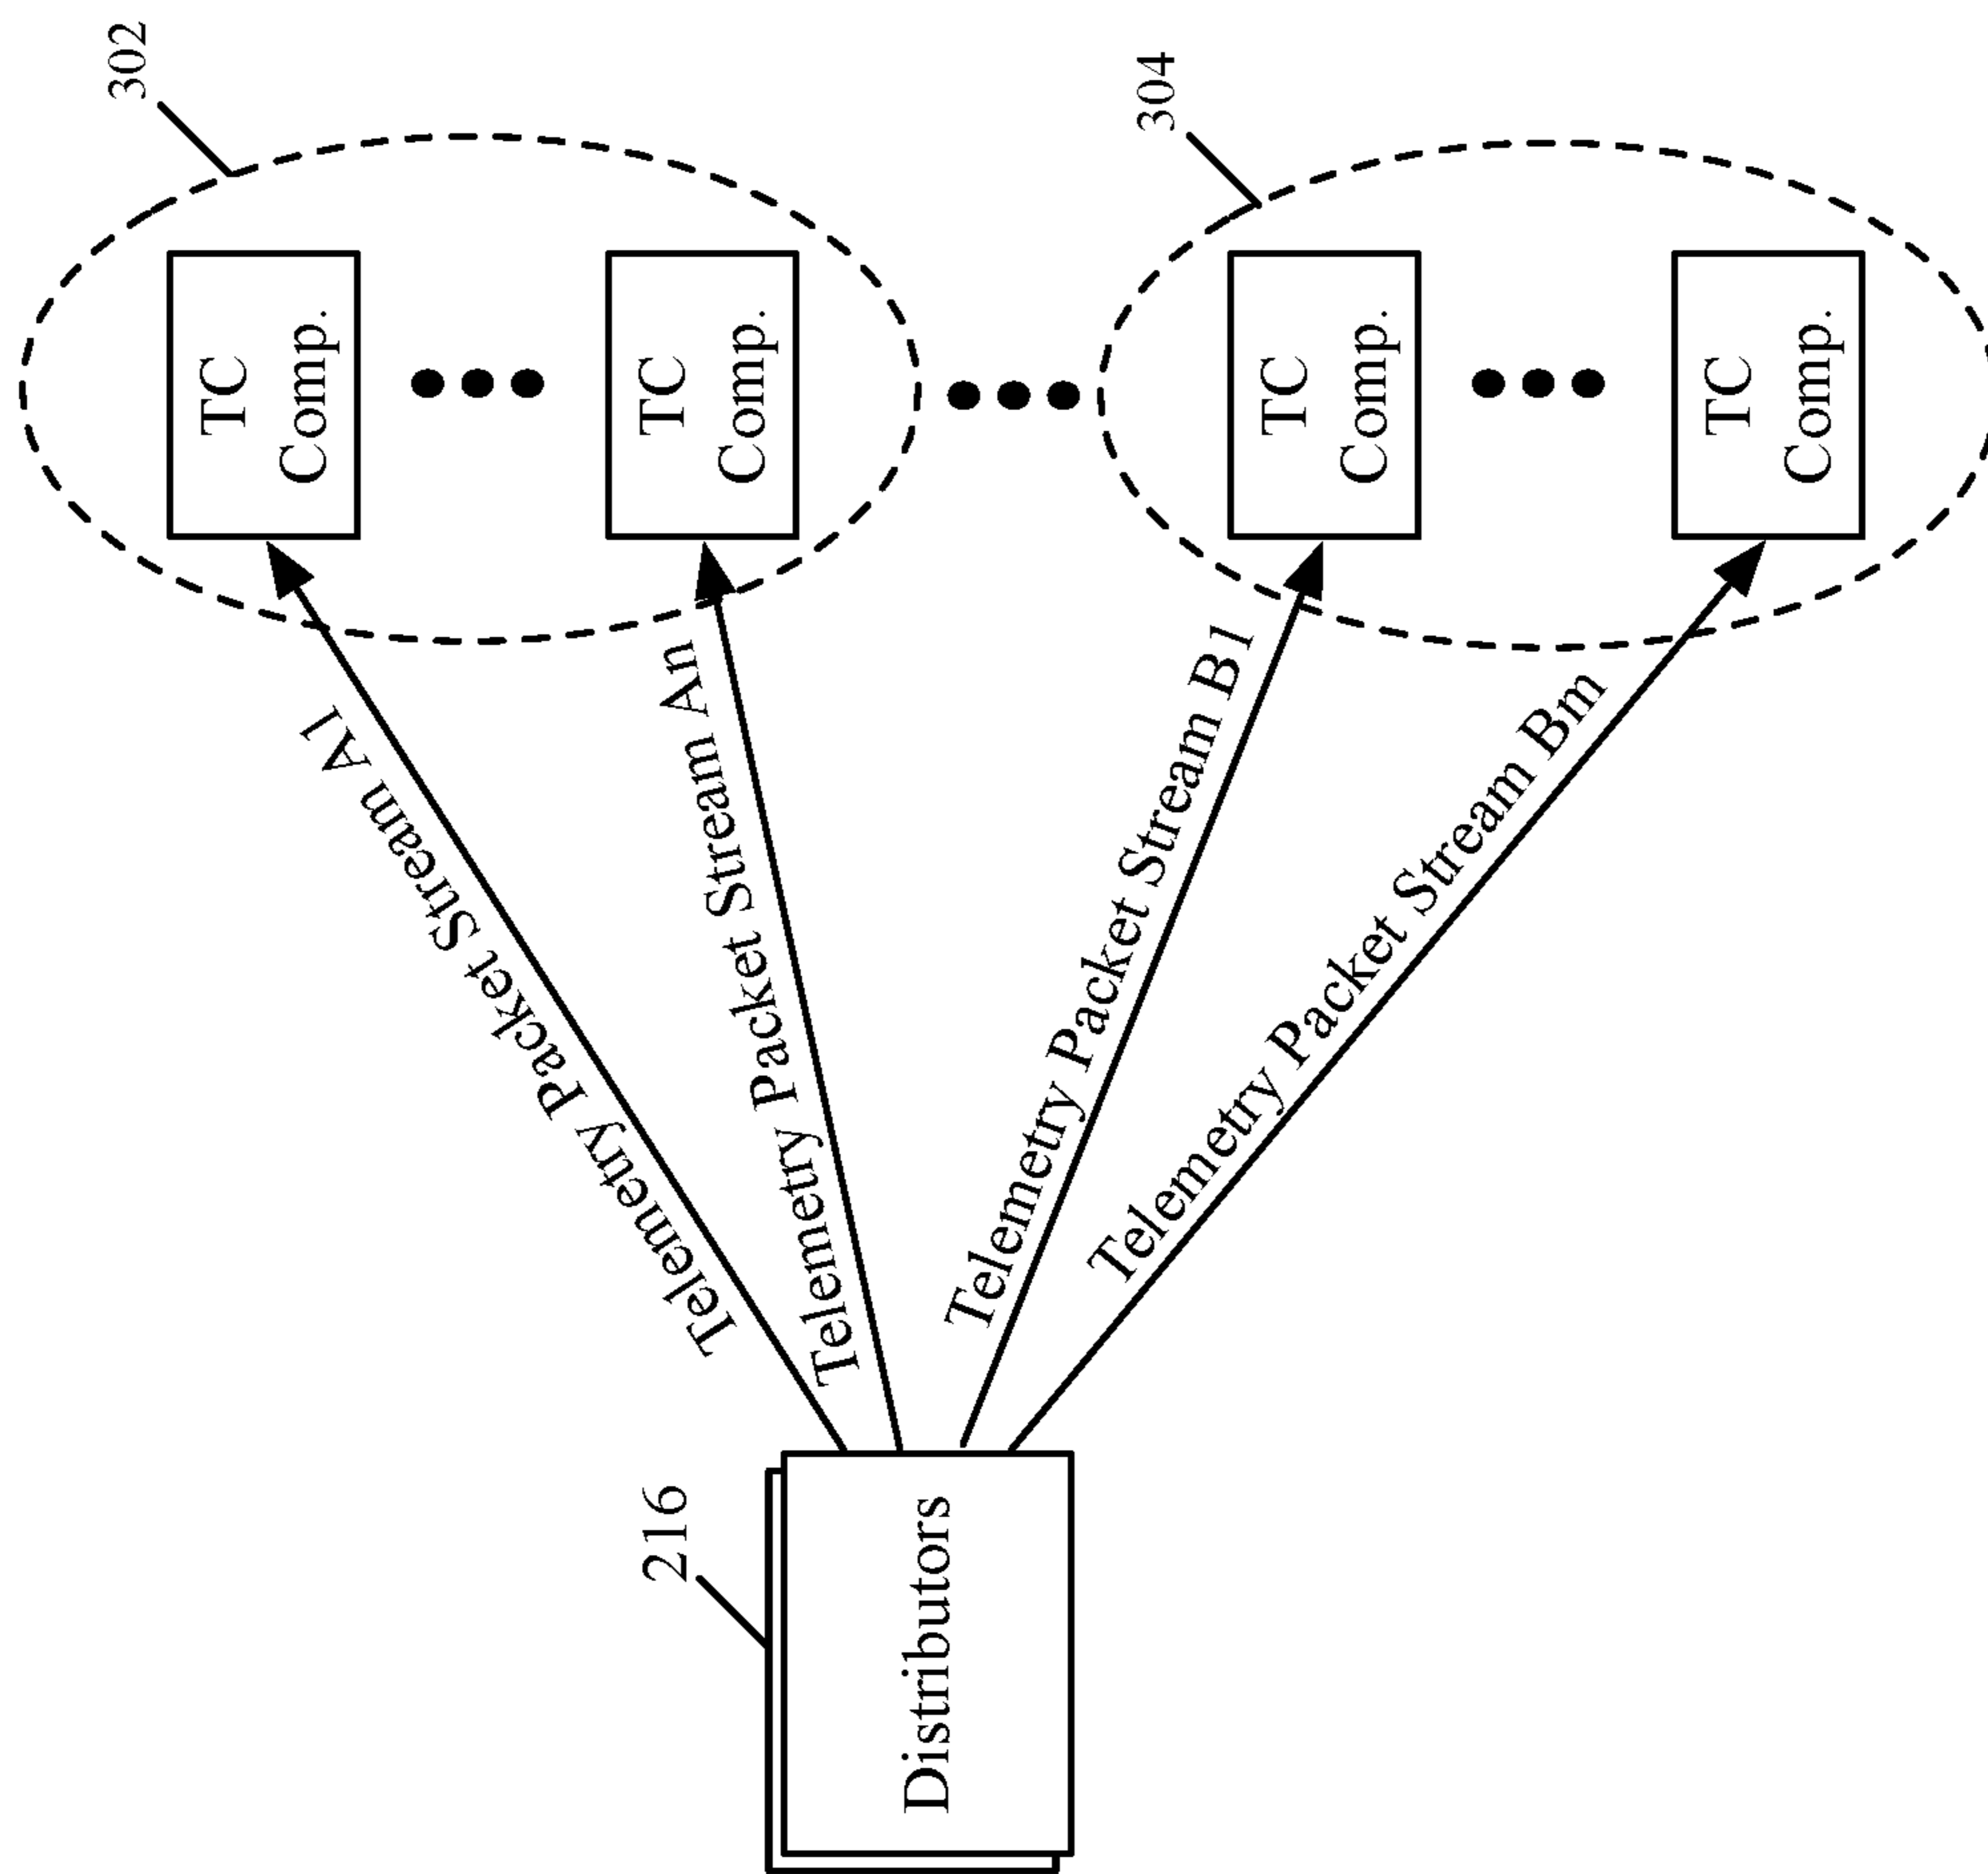 302
TC
Comp.
TC
Comp.
304
TC
Comp.
TC
Comp.
Telemetry Packet Stream A1
Telemetry Packet Stream An
Telemetry Packet Stream B1
Telemetry Packet Stream Bm
216
Distributors